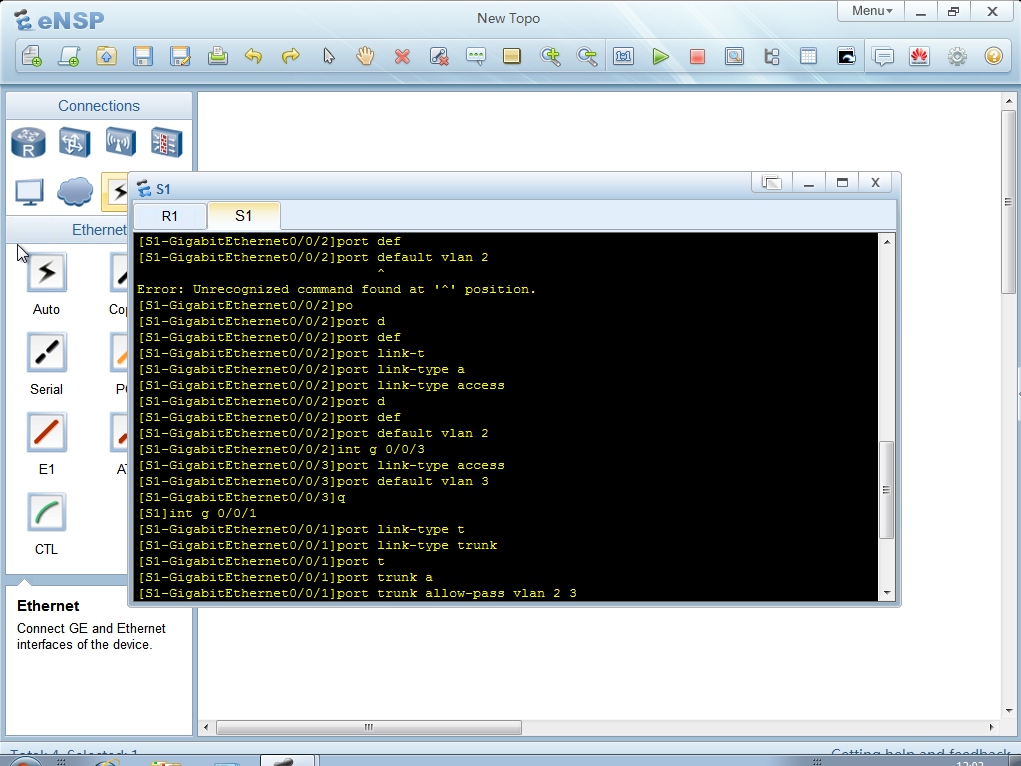 eNSP
New Topo
Menu
Connections
R
Ethernet
Auto
Serial
E1
CTL
Ethernet
Connect GE and Ethernet
interfaces of the device.
S1
R1
S1
[S1-GigabitEthernet0/0/2]port def
[S1-GigabitEthernet0/0/2]port default vlan 2
^
Error: Unrecognized command found at '^' position.
[S1-GigabitEthernet0/0/2]po
[S1-GigabitEthernet0/0/2]port d
[S1-GigabitEthernet0/0/2]port def
[S1-GigabitEthernet0/0/2]port link-t
[S1-GigabitEthernet0/0/2]port link-type a
[S1-GigabitEthernet0/0/2]port link-type access
[S1-GigabitEthernet0/0/2]port d
[S1-GigabitEthernet0/0/2]port def
[S1-GigabitEthernet0/0/2]port default vlan 2
[S1-GigabitEthernet0/0/2]int g 0/0/3
[S1-GigabitEthernet0/0/3]port link-type access
[S1-GigabitEthernet0/0/3]port default vlan 3
[S1-GigabitEthernet0/0/3]q
[S1]int g 0/0/1
[S1-GigabitEthernet0/0/1]port link-type t
[S1-GigabitEthernet0/0/1]port link-type trunk
[S1-GigabitEthernet0/0/1]port t
[S1-GigabitEthernet0/0/1]port trunk a
[S1-GigabitEthernet0/0/1]port trunk allow-pass vlan 2 3
Total: 4 Selected: 1
Getting help and feedback